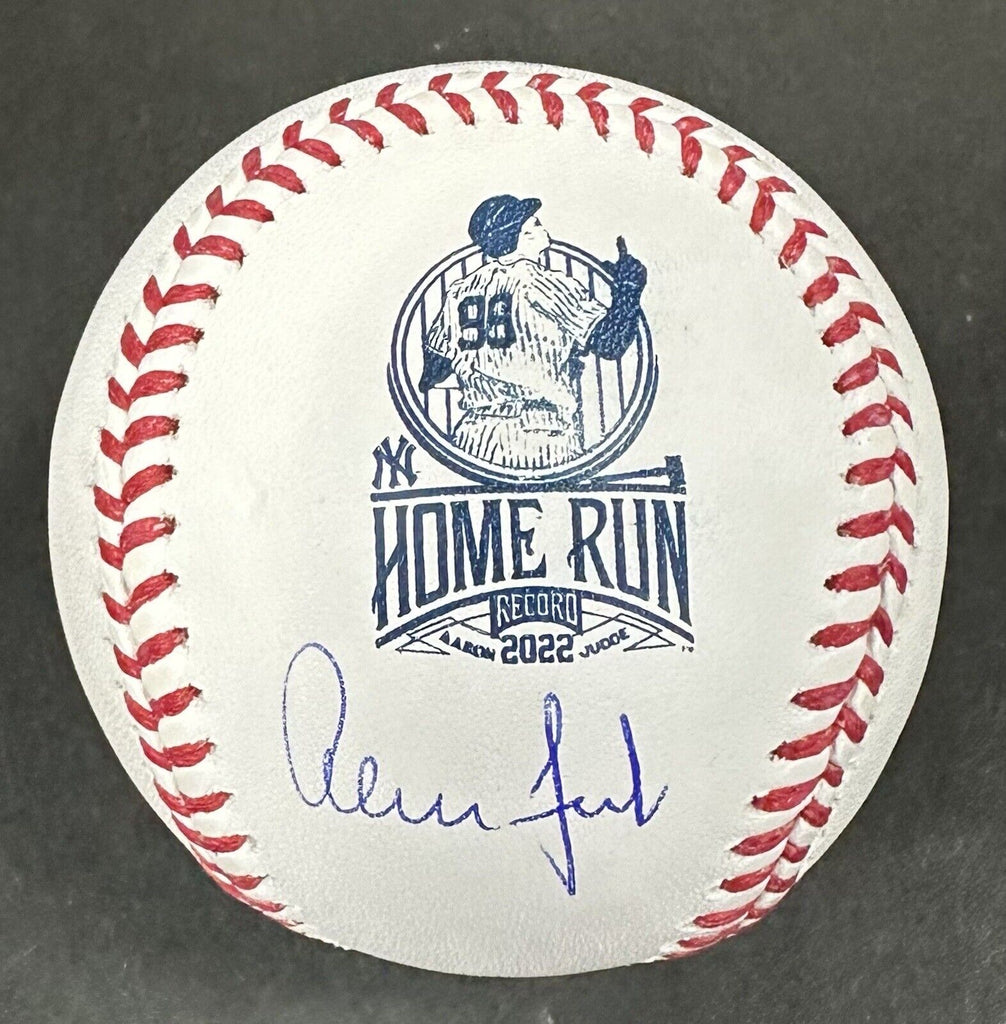 99
NY
HOME RUN
RECORD
AARON 2022 JUDGE